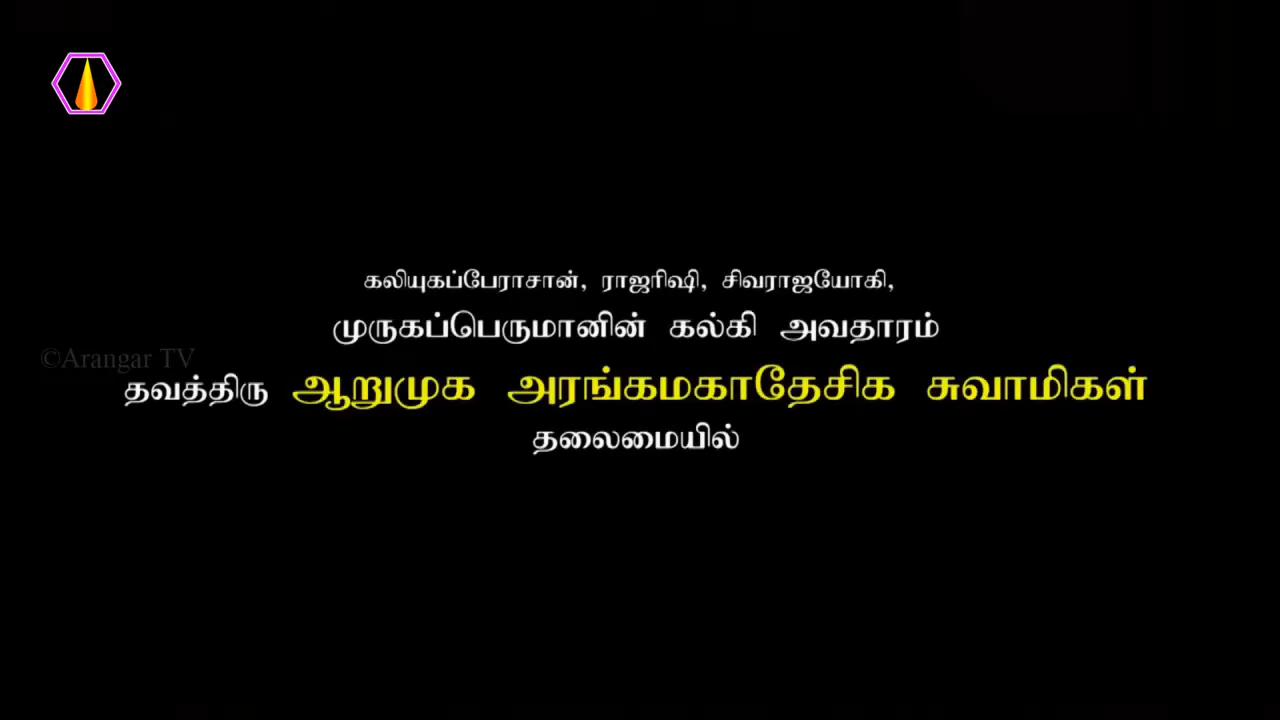 கலியுகப்பேராசான், ராஜரிஷி, சிவராஜயோகி,
முருகப்பெருமானின் கல்கி அவதாரம்
©Arangar TV
தவத்திரு ஆறுமுக அரங்கமகாதேசிக சுவாமிகள்
தலைமையில்